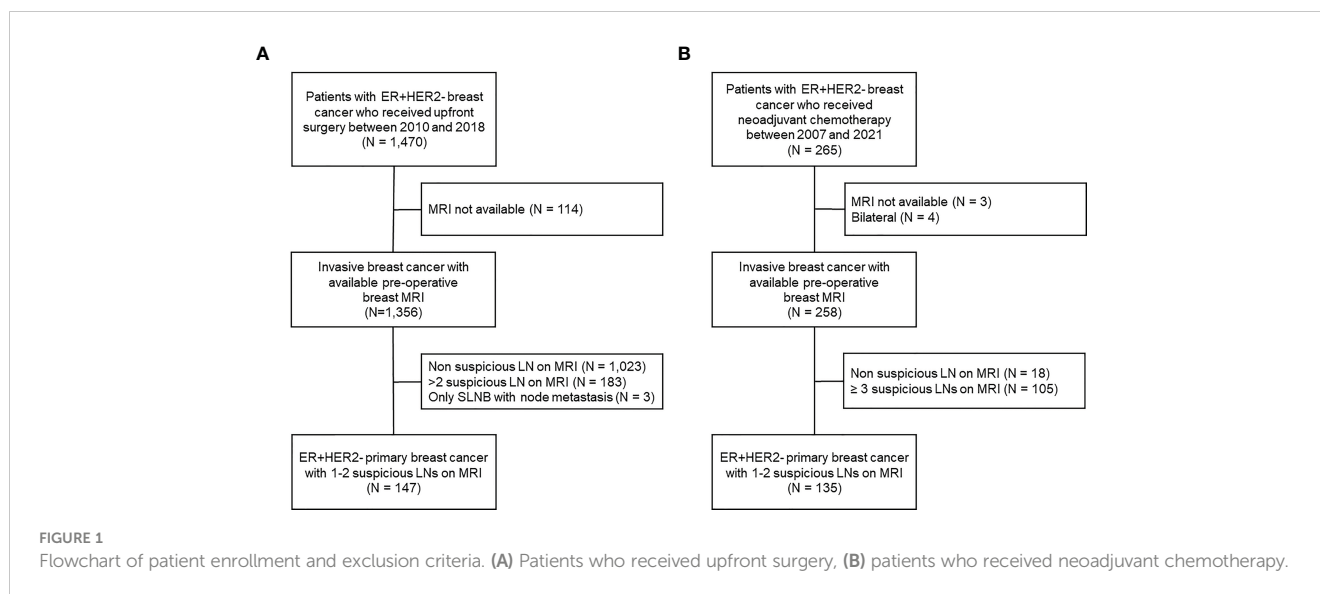 A
Patients with ER+HER2- breast
cancer who received upfront
surgery between 2010 and 2018
(N = 1,470)
MRI not available (N = 114)
Invasive breast cancer with
available pre-operative
breast MRI
(N=1,356)
Non suspicious LN on MRI (N = 1,023)
>2 suspicious LN on MRI (N = 183)
Only SLNB with node metastasis (N = 3)
ER+HER2- primary breast cancer
with 1-2 suspicious LNs on MRI
(N = 147)
B
Patients with ER+HER2- breast
cancer who received
neoadjuvant chemotherapy
between 2007 and 2021
(N = 265)
MRI not available (N = 3)
Bilateral (N = 4)
Invasive breast cancer with
available pre-operative
breast MRI
(N = 258)
Non suspicious LN on MRI (N = 18)
≥ 3 suspicious LNs on MRI (N = 105)
ER+HER2- primary breast cancer
with 1-2 suspicious LNs on MRI
(N = 135)
FIGURE 1
Flowchart of patient enrollment and exclusion criteria. (A) Patients who received upfront surgery, (B) patients who received neoadjuvant chemotherapy.